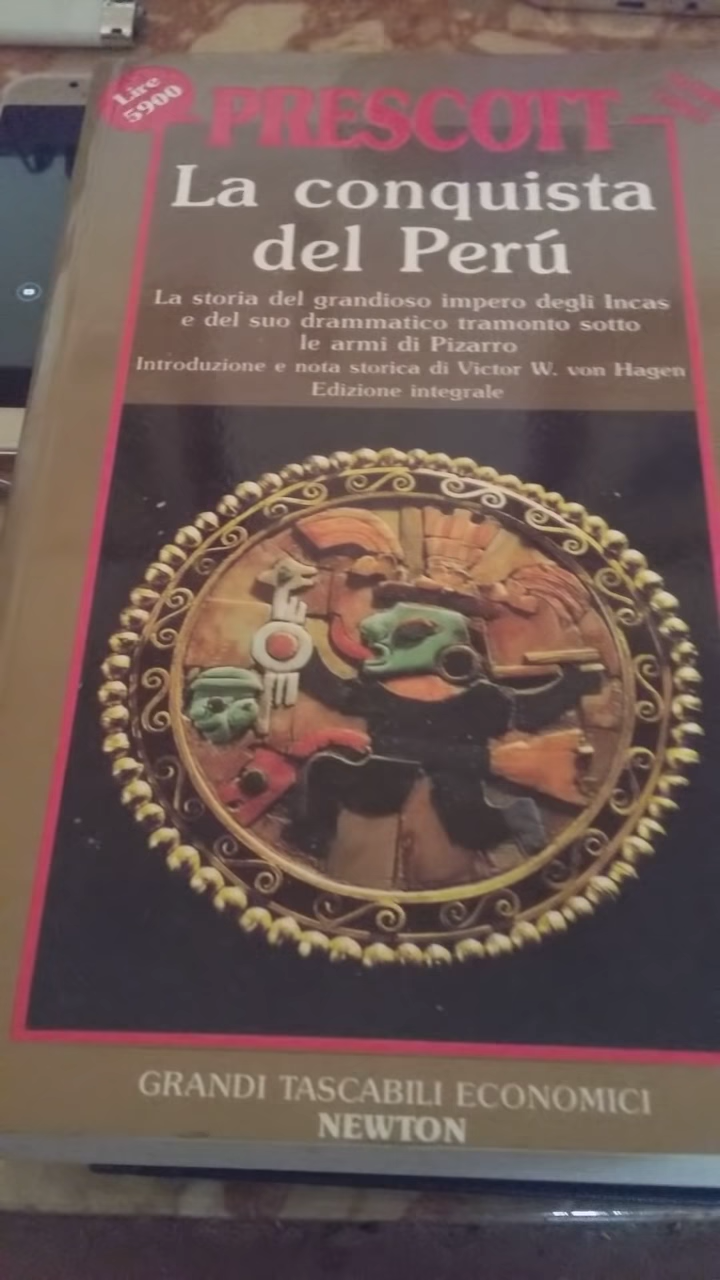 Lire
5900
PRESCOTT
La conquista
del Perú
La storia del grandioso impero degli Incas
e del suo drammatico tramonto sotto
le armi di Pizarro
Introduzione e nota storica di Victor W. von Hagen
Edizione integrale
GRANDI TASCABILI ECONOMICI
NEWTON